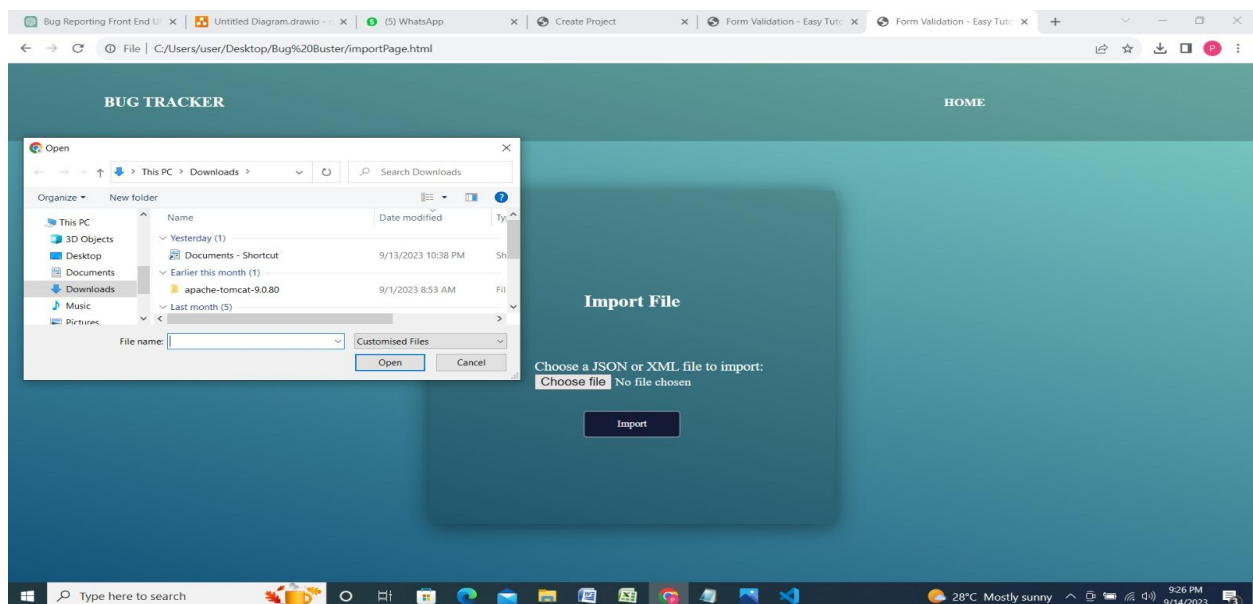 Bug Reporting Front End U
Untitled Diagram.drawio -
(5) WhatsApp
Create Project
Form Validation - Easy Tuto
Form Validation - Easy Tuto
File | C:/Users/user/Desktop/Bug%20Buster/importPage.html
P
BUG TRACKER
HOME
Open
This PC > Downloads >
Search Downloads
Organize
New folder
This PC
3D Objects
Desktop
Documents
Downloads
Music
Pictures
Name
Date modified
Ty
Yesterday (1)
Documents - Shortcut
9/13/2023 10:38 PM
Sh
Earlier this month (1)
apache-tomcat-9.0.80
9/1/2023 8:53 AM
Fil
Last month (5)
File name:
Customised Files
Open
Cancel
Import File
Choose a JSON or XML file to import:
Choose file No file chosen
Import
Type here to search
28°C Mostly sunny
9:26 PM
9/14/2023